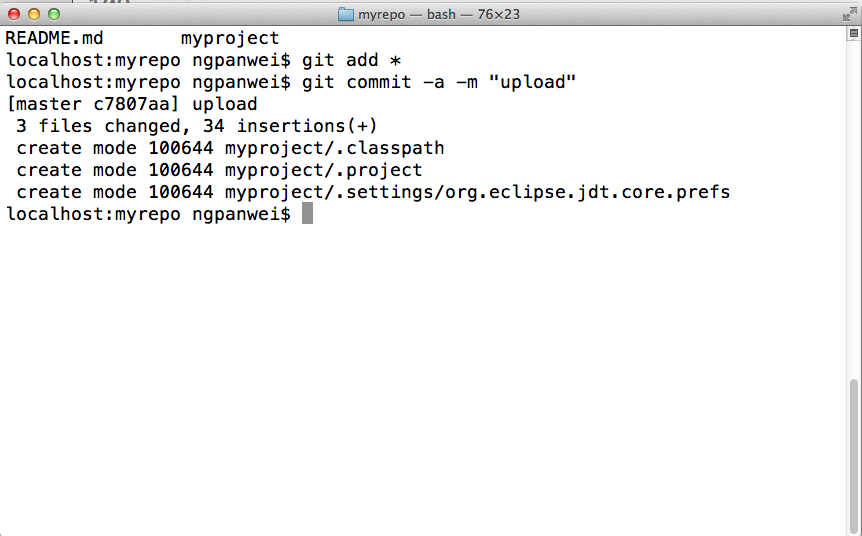 myrepo — bash — 76×23
README.md       myproject
localhost:myrepo ngpanwei$ git add *
localhost:myrepo ngpanwei$ git commit -a -m "upload"
[master c7807aa] upload
 3 files changed, 34 insertions(+)
 create mode 100644 myproject/.classpath
 create mode 100644 myproject/.project
 create mode 100644 myproject/.settings/org.eclipse.jdt.core.prefs
localhost:myrepo ngpanwei$